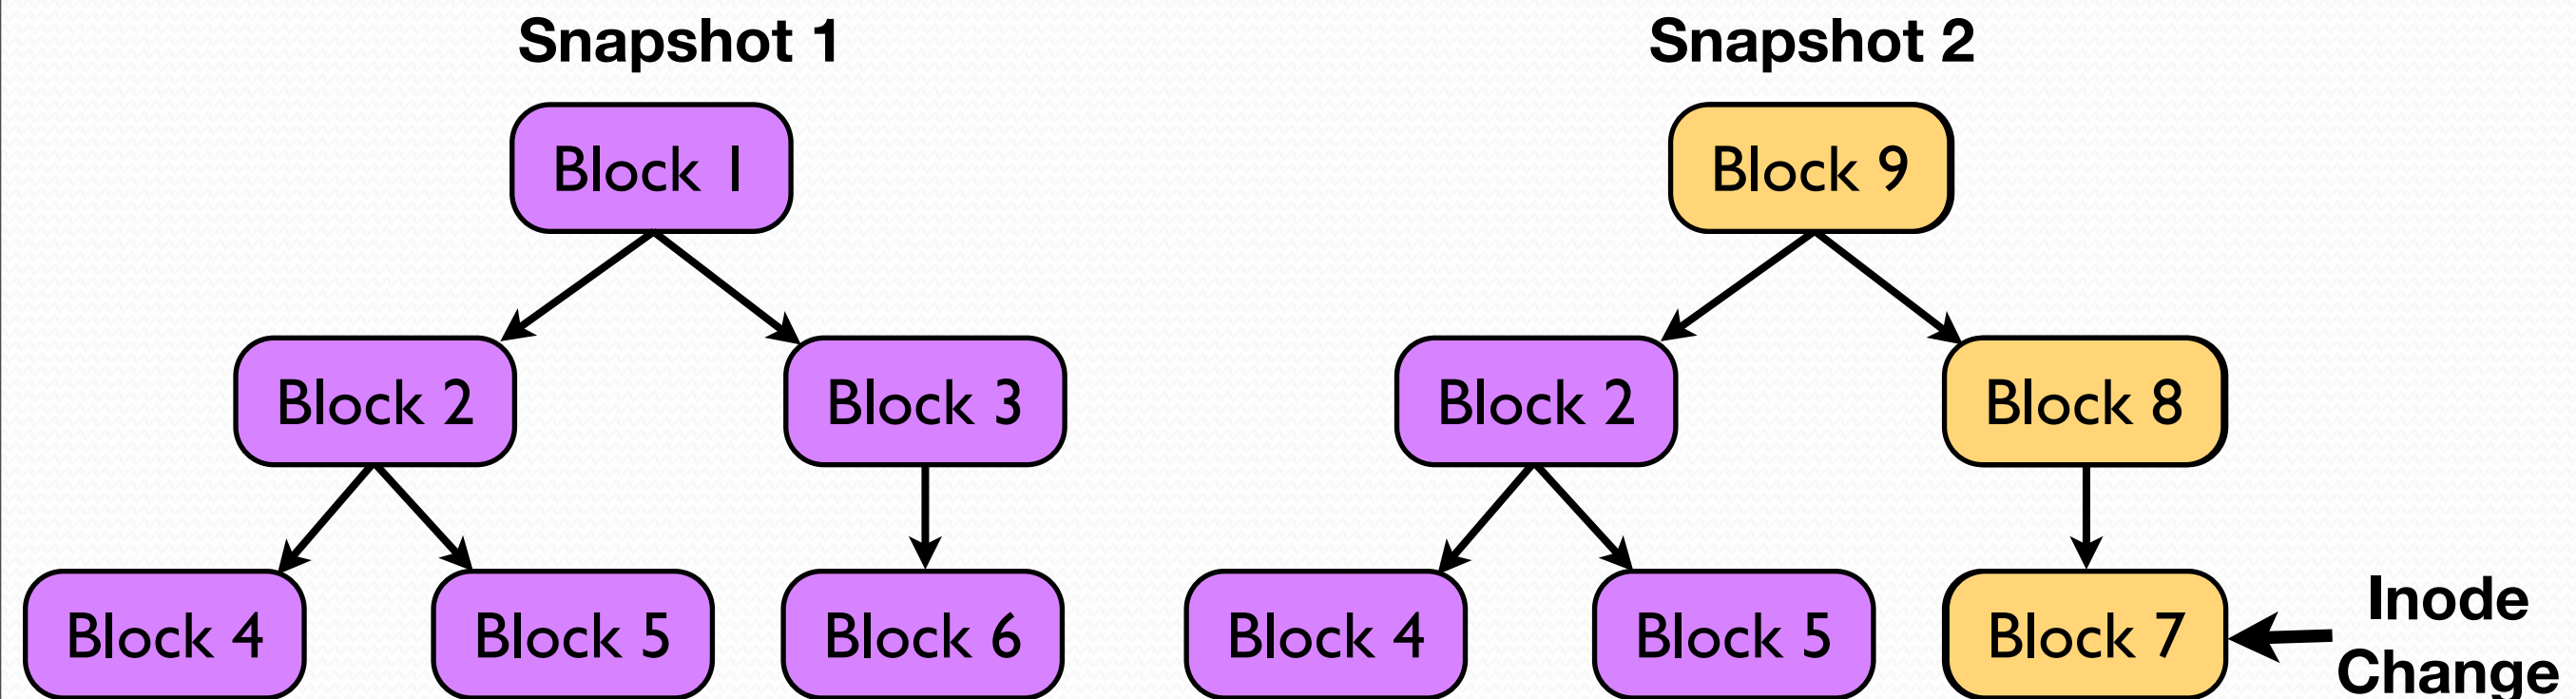 Snapshot 1
Snapshot 2
Block 1
Block 9
Block 2
Block 3
Block 2
Block 8
Block 4
Block 5
Block 6
Block 4
Block 5
Block 7
Inode
Change